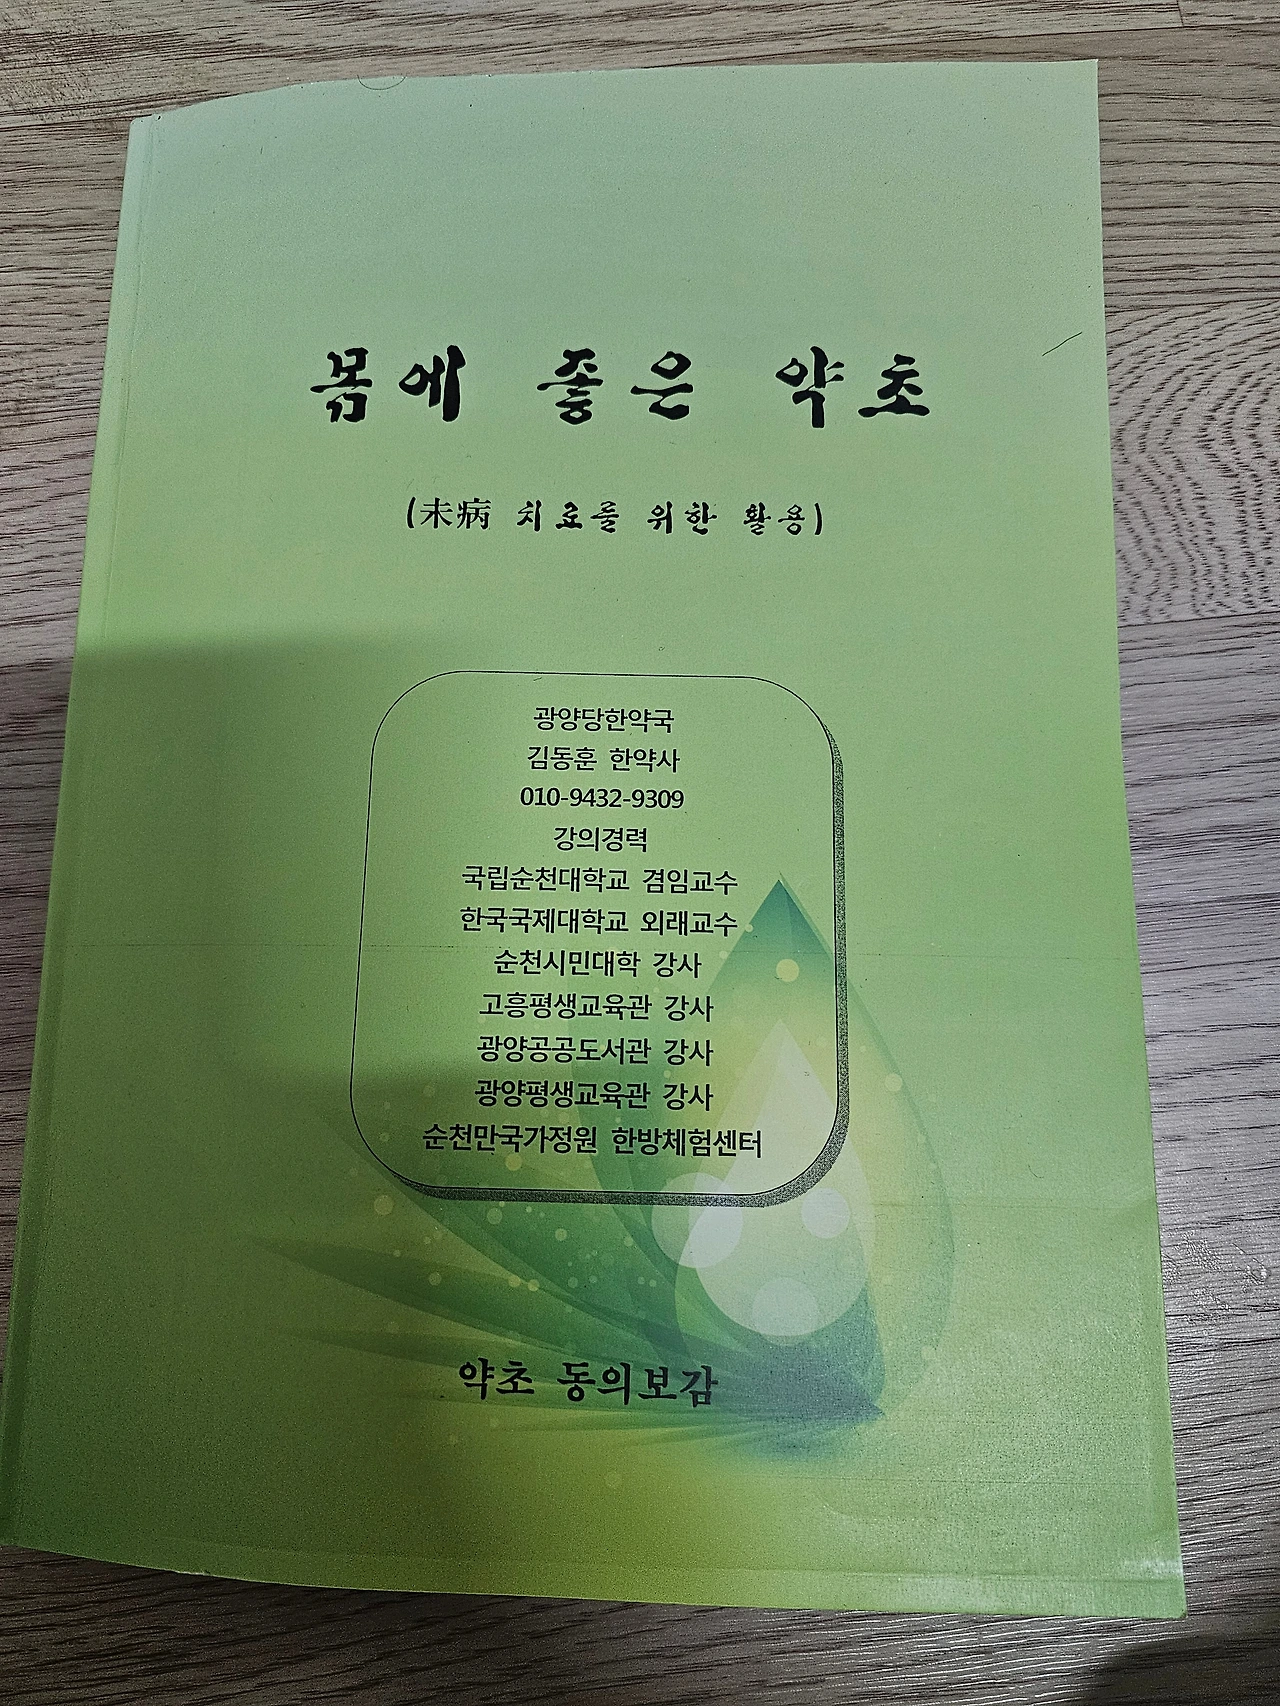 몸에 좋은 약초
(未病 치료를 위한 활용)
광양당한약국
김동훈 한약사
010-9432-9309
강의경력
국립순천대학교 겸임교수
한국국제대학교 외래교수
순천시민대학 강사
고흥평생교육관 강사
광양공공도서관 강사
광양평생교육관 강사
순천만국가정원 한방체험센터
약초 동의보감